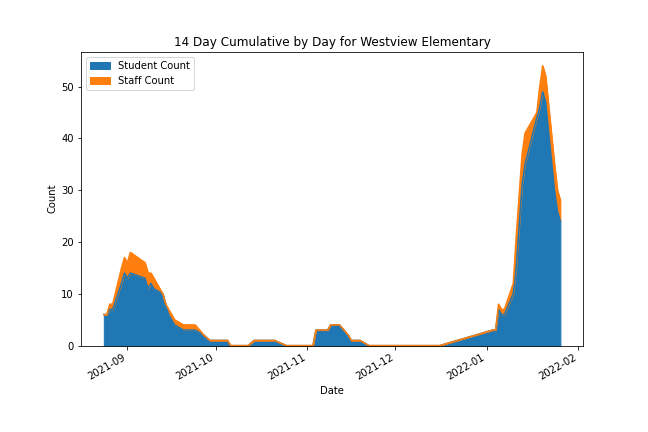 14 Day Cumulative by Day for Westview Elementary
Student Count
Staff Count
50
40
30
20
10
0
Count
2021-09
2021-10
2021-11
2021-12
2022-01
2022-02
Date